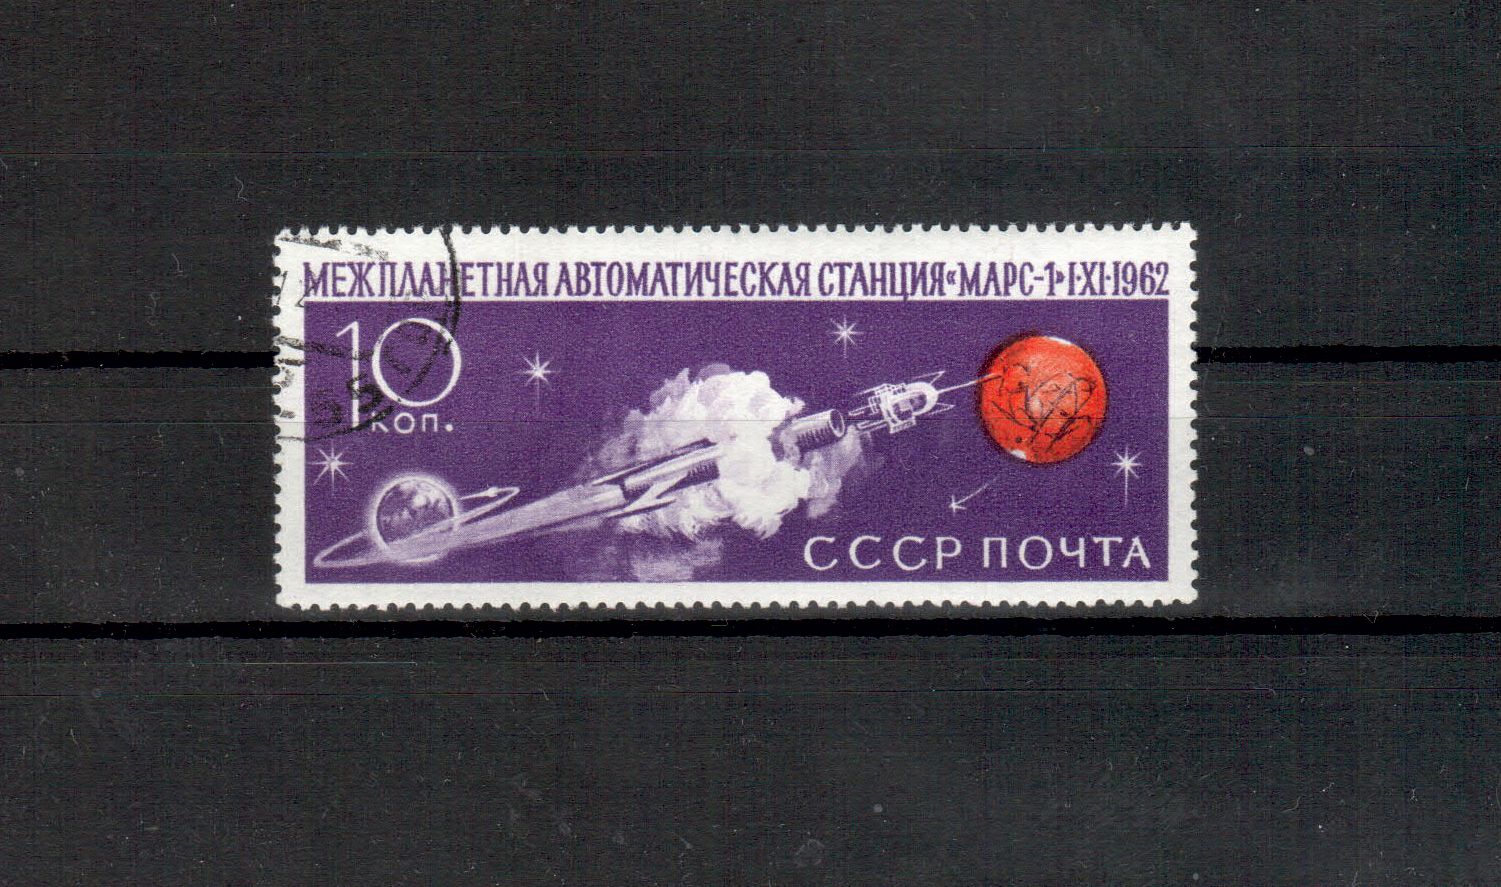 МЕЖПЛАНЕТНАЯ АВТОМАТИЧЕСКАЯ СТАНЦИЯ «МАРС-1» I·XI·1962
10
КОП.
СССР ПОЧТА